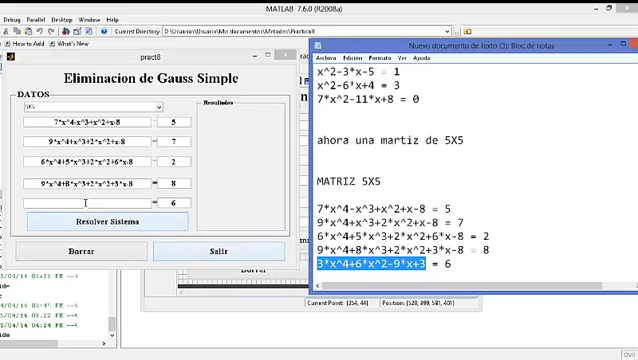 MATLAB 7.6.0 (R2008a)
Debug Parallel Desktop Window Help
Current Directory:
How to Add What's New
pract8
Eliminacion de Gauss Simple
DATOS
5X5
Resultados
7*x^4-x^3+x^2+x-8 = 5
9*x^4+x^3+2*x^2+x-8 = 7
6*x^4+5*x^3+2*x^2+6*x-8 = 2
9*x^4+8*x^3+2*x^2+3*x-8 = 8
= 6
Resolver Sistema
Borrar
Salir
Nuevo documento de texto (3): Bloc de notas
Archivo Edición Formato Ver Ayuda
x^2-3*x-5 = 1
x^2-6*x+4 = 3
7*x^2-11*x+8 = 0
ahora una martiz de 5X5
MATRIZ 5X5
7*x^4-x^3+x^2+x-8 = 5
9*x^4+x^3+2*x^2+x-8 = 7
6*x^4+5*x^3+2*x^2+6*x-8 = 2
9*x^4+8*x^3+2*x^2+3*x-8 = 8
3*x^4+6*x^2-9*x+3 = 6
Current Point: [254, 44]
OVR